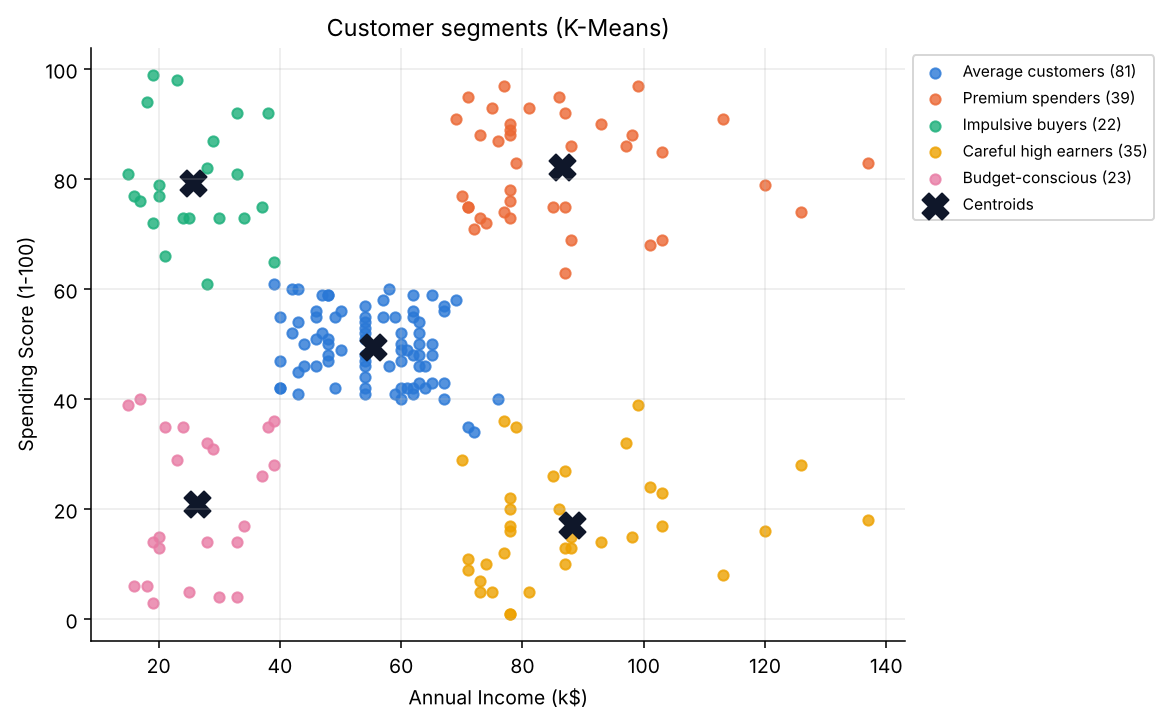 Customer segments (K-Means)
100
80
60
40
20
0
Spending Score (1-100)
20 40 60 80 100 120 140
Annual Income (k$)
Average customers (81)
Premium spenders (39)
Impulsive buyers (22)
Careful high earners (35)
Budget-conscious (23)
Centroids